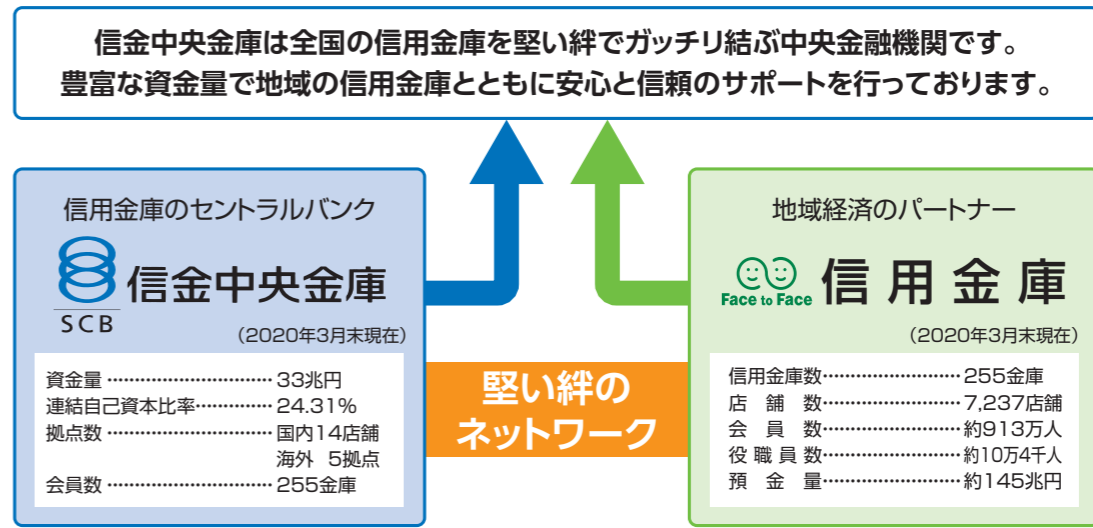 信金中央金庫は全国の信用金庫を堅い絆でガッチリ結ぶ中央金融機関です。
豊富な資金量で地域の信用金庫とともに安心と信頼のサポートを行っております。
信用金庫のセントラルバンク
SCB
信金中央金庫
（2020年3月末現在）
資金量…………………………33兆円
連結自己資本比率…………24.31%
拠点数…………………………国内14店舗
海外 5拠点
会員数…………………………255金庫
堅い絆の
ネットワーク
地域経済のパートナー
Face to Face
信用金庫
（2020年3月末現在）
信用金庫数……………………255金庫
店舗数……………………7,237店舗
会員数……………………約913万人
役職員数……………………約10万4千人
預金量……………………約145兆円